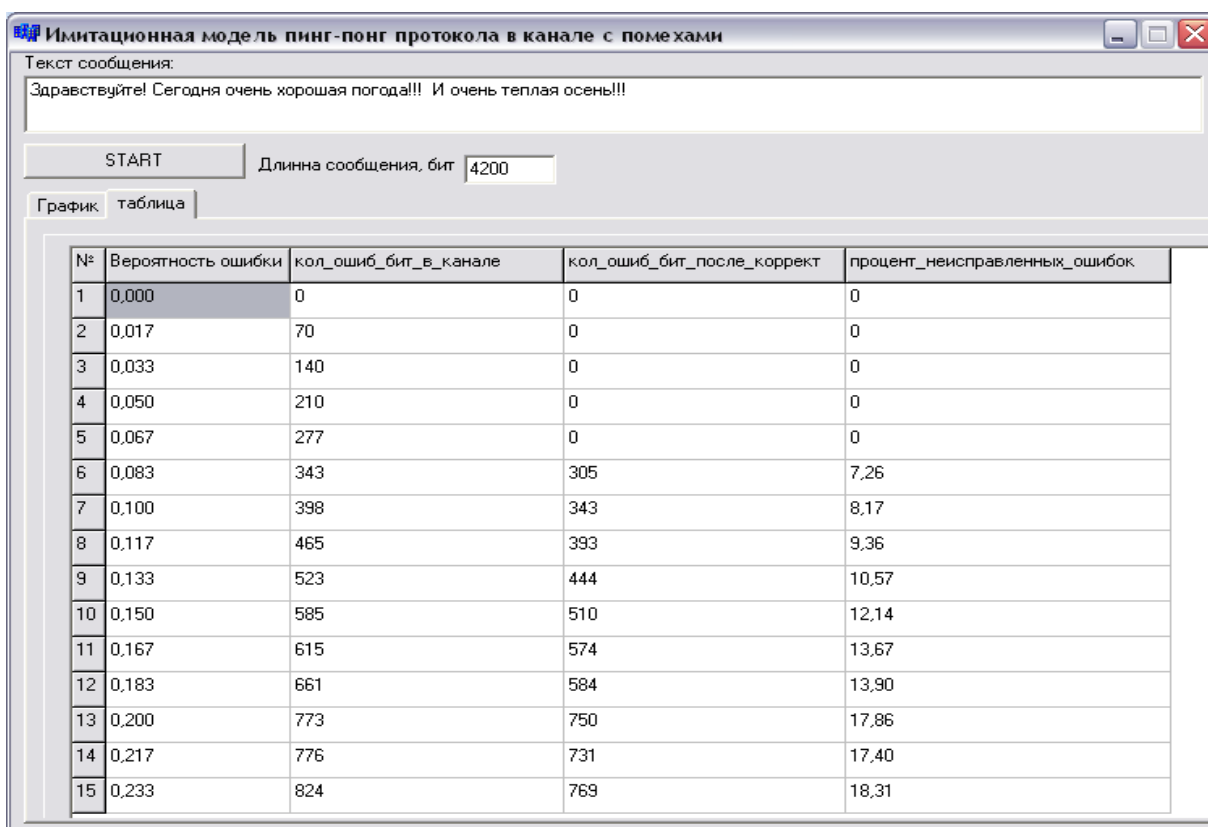 Имитационная модель пинг-понг протокола в канале с помехами
Текст сообщения:
Здравствуйте! Сегодня очень хорошая погода!!! И очень теплая осень!!!
START Длинна сообщения, бит 4200
График таблица
№ Вероятность ошибки кол_ошиб_бит_в_канале кол_ошиб_бит_после_коррект процент_неисправленных_ошибок
1 0,000 0 0 0
2 0,017 70 0 0
3 0,033 140 0 0
4 0,050 210 0 0
5 0,067 277 0 0
6 0,083 343 305 7,26
7 0,100 398 343 8,17
8 0,117 465 393 9,36
9 0,133 523 444 10,57
10 0,150 585 510 12,14
11 0,167 615 574 13,67
12 0,183 661 584 13,90
13 0,200 773 750 17,86
14 0,217 776 731 17,40
15 0,233 824 769 18,31